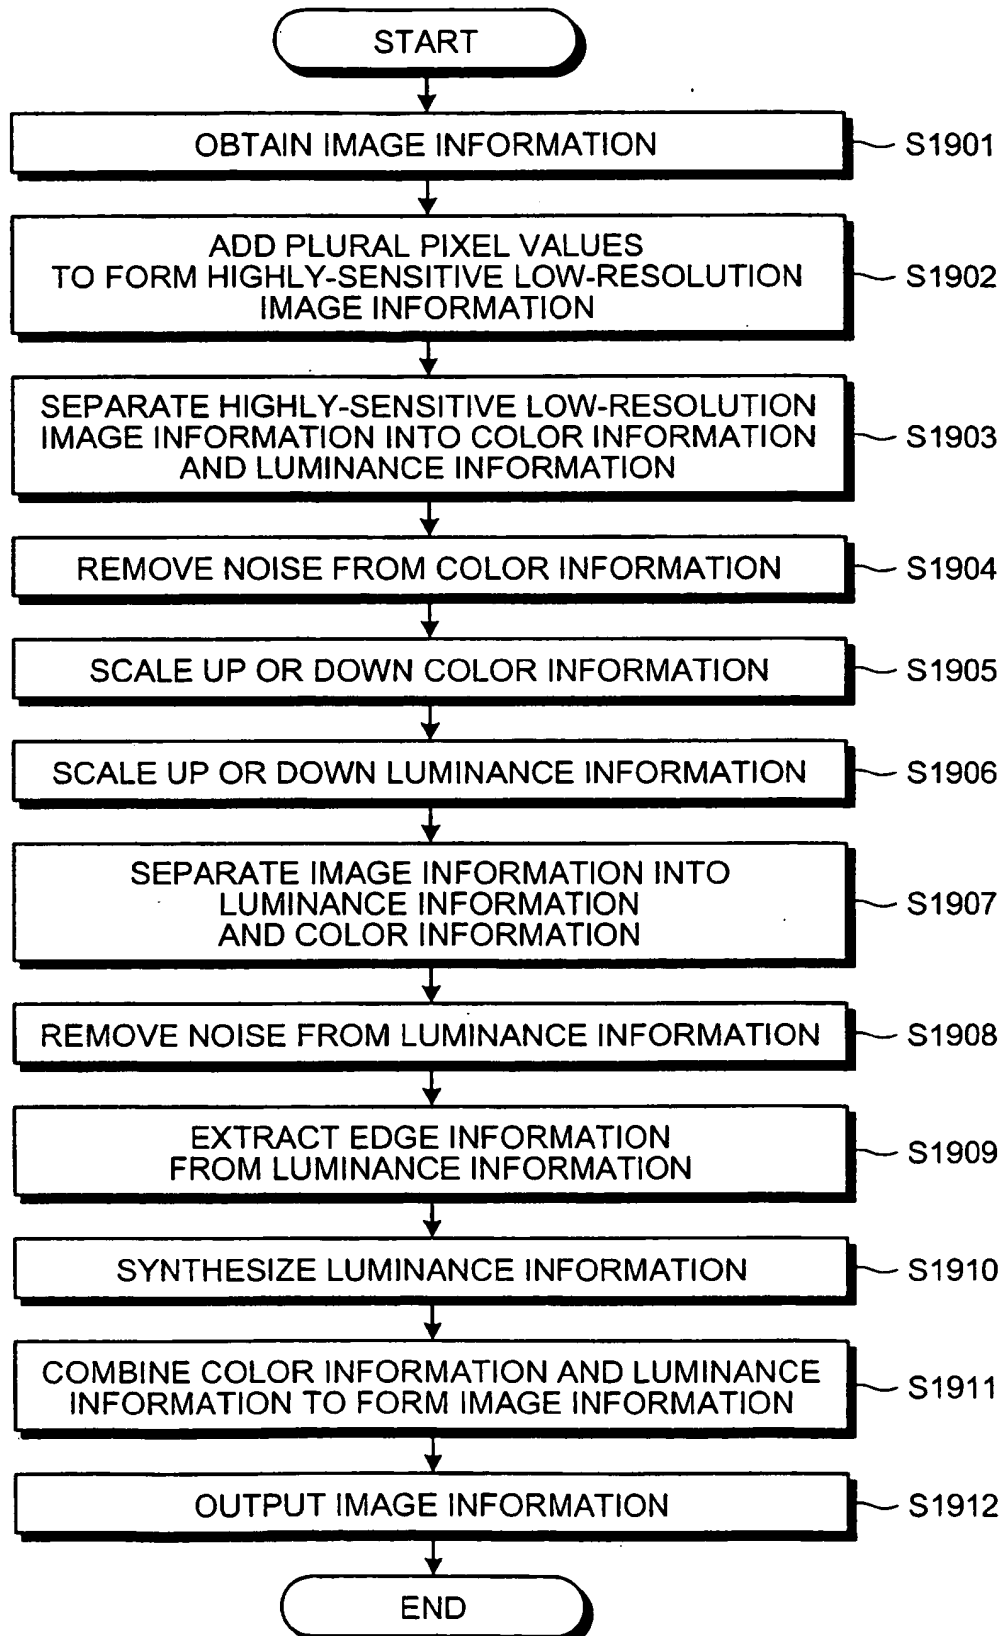 START
OBTAIN IMAGE INFORMATION
S1901
ADD PLURAL PIXEL VALUES
TO FORM HIGHLY-SENSITIVE LOW-RESOLUTION
IMAGE INFORMATION
S1902
SEPARATE HIGHLY-SENSITIVE LOW-RESOLUTION
IMAGE INFORMATION INTO COLOR INFORMATION
AND LUMINANCE INFORMATION
S1903
REMOVE NOISE FROM COLOR INFORMATION
S1904
SCALE UP OR DOWN COLOR INFORMATION
S1905
SCALE UP OR DOWN LUMINANCE INFORMATION
S1906
SEPARATE IMAGE INFORMATION INTO
LUMINANCE INFORMATION
AND COLOR INFORMATION
S1907
REMOVE NOISE FROM LUMINANCE INFORMATION
S1908
EXTRACT EDGE INFORMATION
FROM LUMINANCE INFORMATION
S1909
SYNTHESIZE LUMINANCE INFORMATION
S1910
COMBINE COLOR INFORMATION AND LUMINANCE
INFORMATION TO FORM IMAGE INFORMATION
S1911
OUTPUT IMAGE INFORMATION
S1912
END